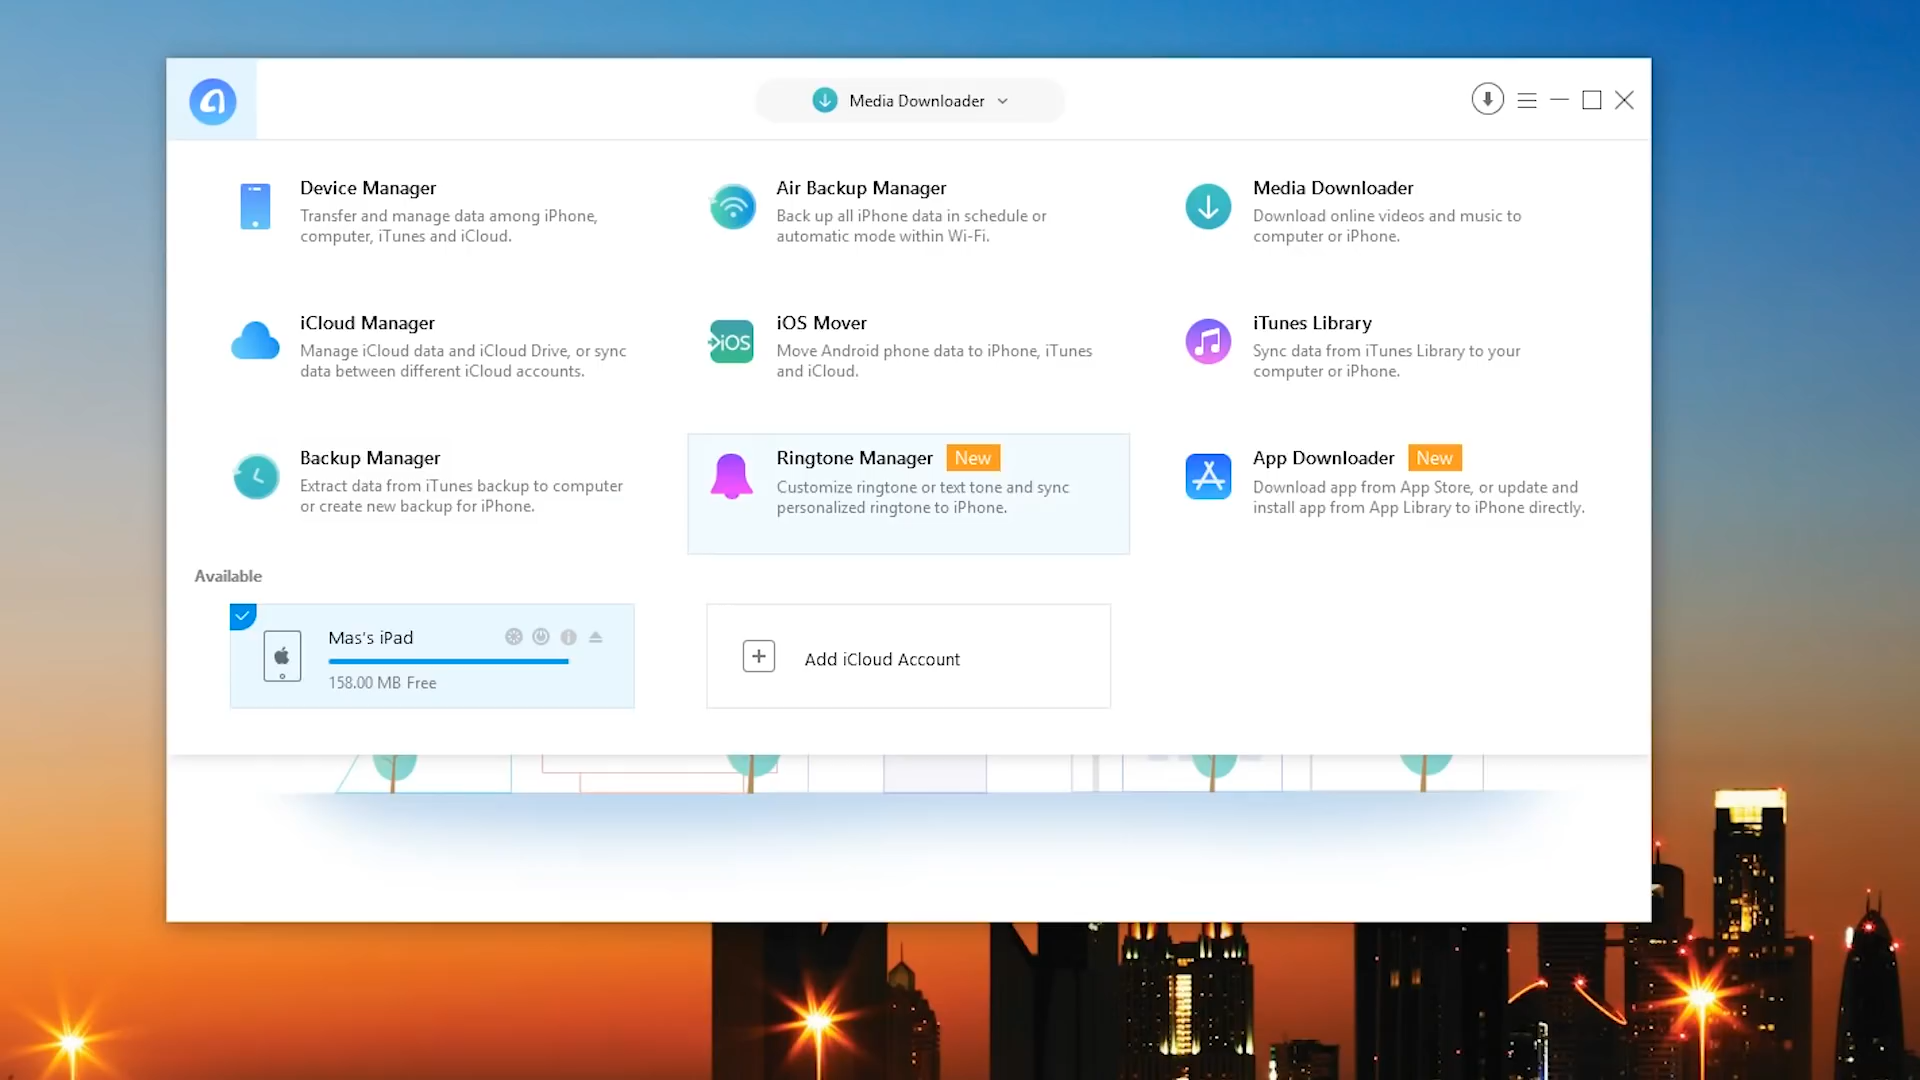 Media Downloader
Device Manager
Transfer and manage data among iPhone,
computer, iTunes and iCloud.
Air Backup Manager
Back up all iPhone data in schedule or
automatic mode within Wi-Fi.
Media Downloader
Download online videos and music to
computer or iPhone.
iCloud Manager
Manage iCloud data and iCloud Drive, or sync
data between different iCloud accounts.
iOS
iOS Mover
Move Android phone data to iPhone, iTunes
and iCloud.
iTunes Library
Sync data from iTunes Library to your
computer or iPhone.
Backup Manager
Extract data from iTunes backup to computer
or create new backup for iPhone.
Ringtone Manager New
Customize ringtone or text tone and sync
personalized ringtone to iPhone.
App Downloader New
Download app from App Store, or update and
install app from App Library to iPhone directly.
Available
Mas's iPad
158.00 MB Free
Add iCloud Account